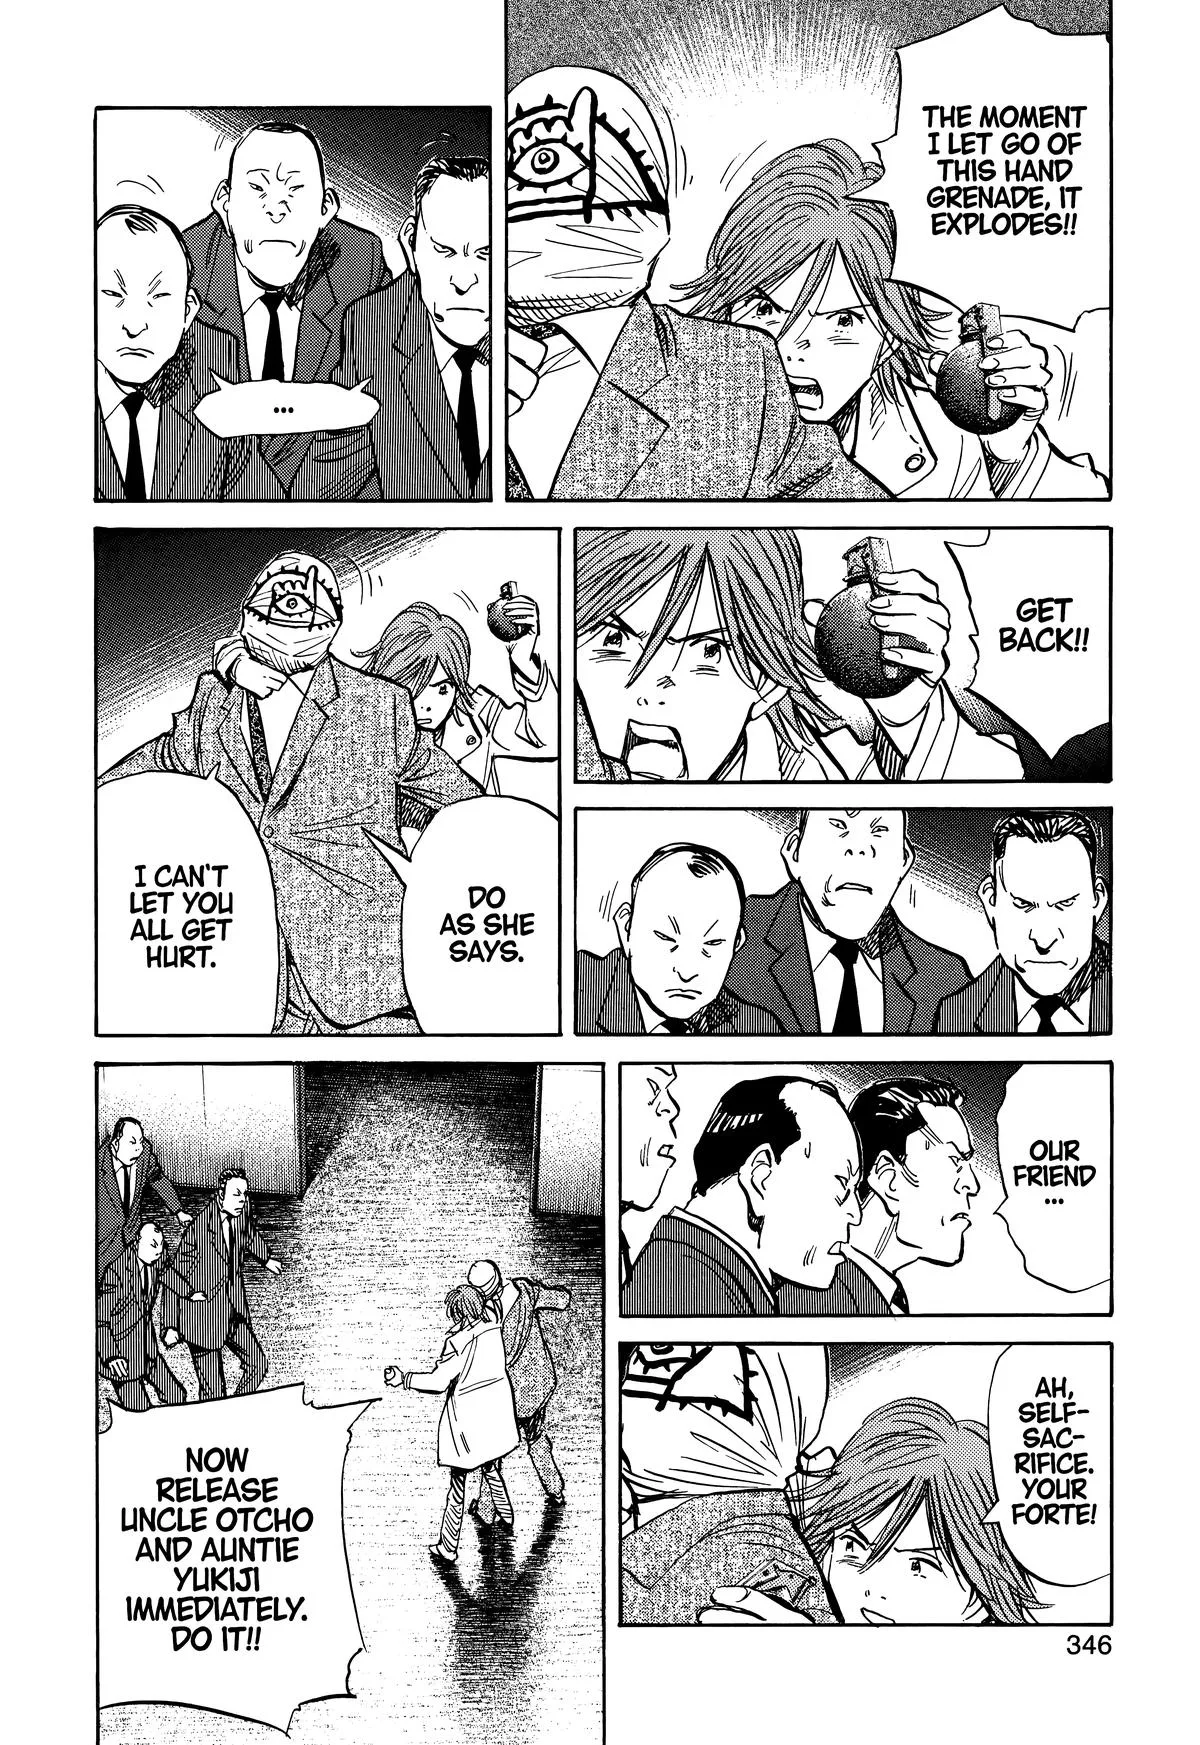 THE MOMENT
I LET GO OF
THIS HAND
GRENADE, IT
EXPLODES!!
...
GET
BACK!!
DO
AS SHE
SAYS.
I CAN'T
LET YOU
ALL GET
HURT.
OUR
FRIEND
...
AH,
SELF-
SAC-
RIFICE.
YOUR
FORTE!
NOW
RELEASE
UNCLE OTCHO
AND AUNTIE
YUKIJI
IMMEDIATELY.
DO IT!!
346